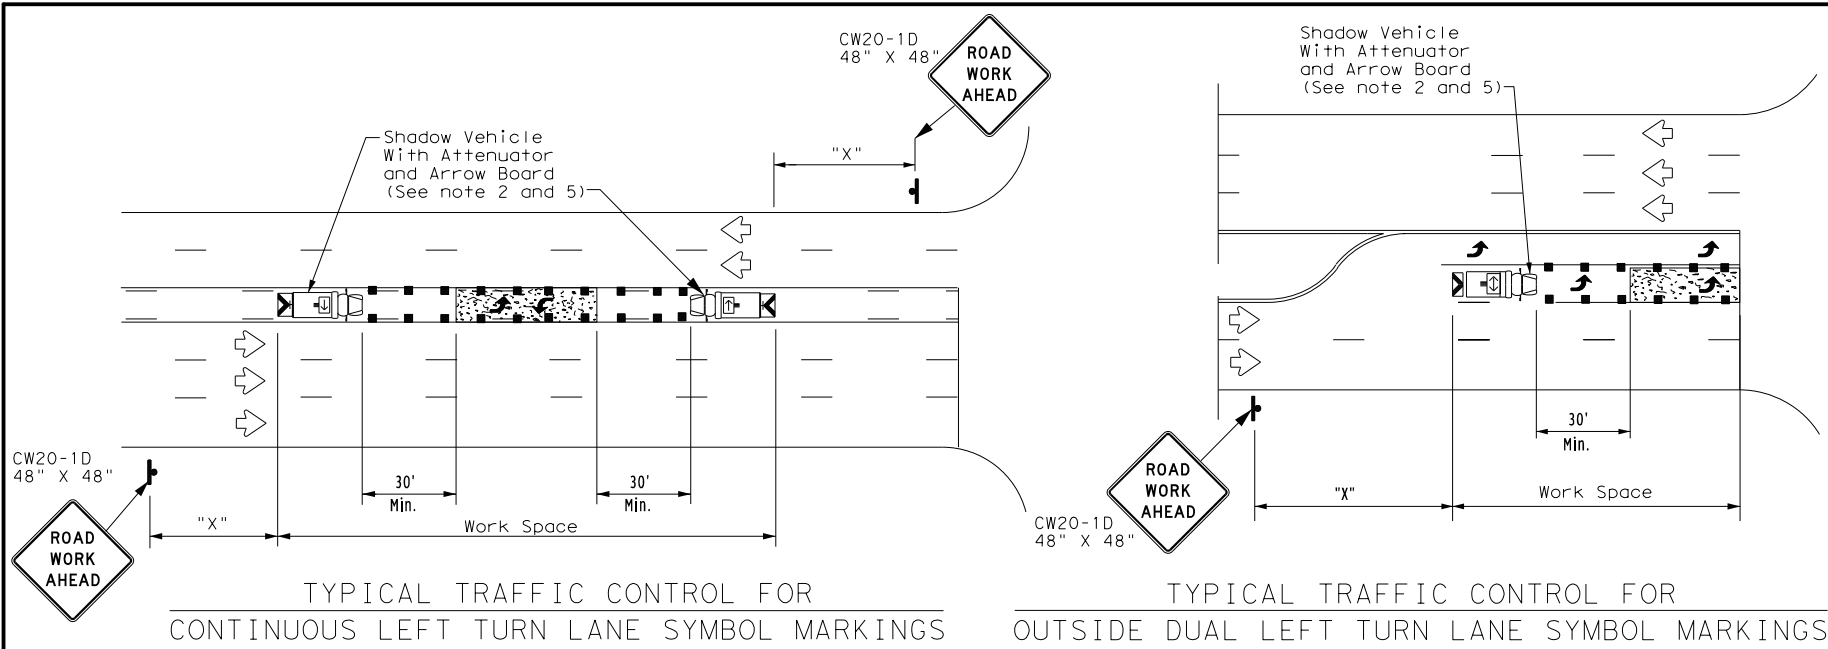 CW20-1D
48" X 48"
ROAD
WORK
AHEAD
Shadow Vehicle
With Attenuator
and Arrow Board
(See note 2 and 5)
"X"
CW20-1D
48" X 48"
ROAD
WORK
AHEAD
"X"
30'
Min.
30'
Min.
Work Space
TYPICAL TRAFFIC CONTROL FOR
CONTINUOUS LEFT TURN LANE SYMBOL MARKINGS
Shadow Vehicle
With Attenuator
and Arrow Board
(See note 2 and 5)
30'
Min.
ROAD
WORK
AHEAD
CW20-1D
48" X 48"
"X"
Work Space
TYPICAL TRAFFIC CONTROL FOR
OUTSIDE DUAL LEFT TURN LANE SYMBOL MARKINGS